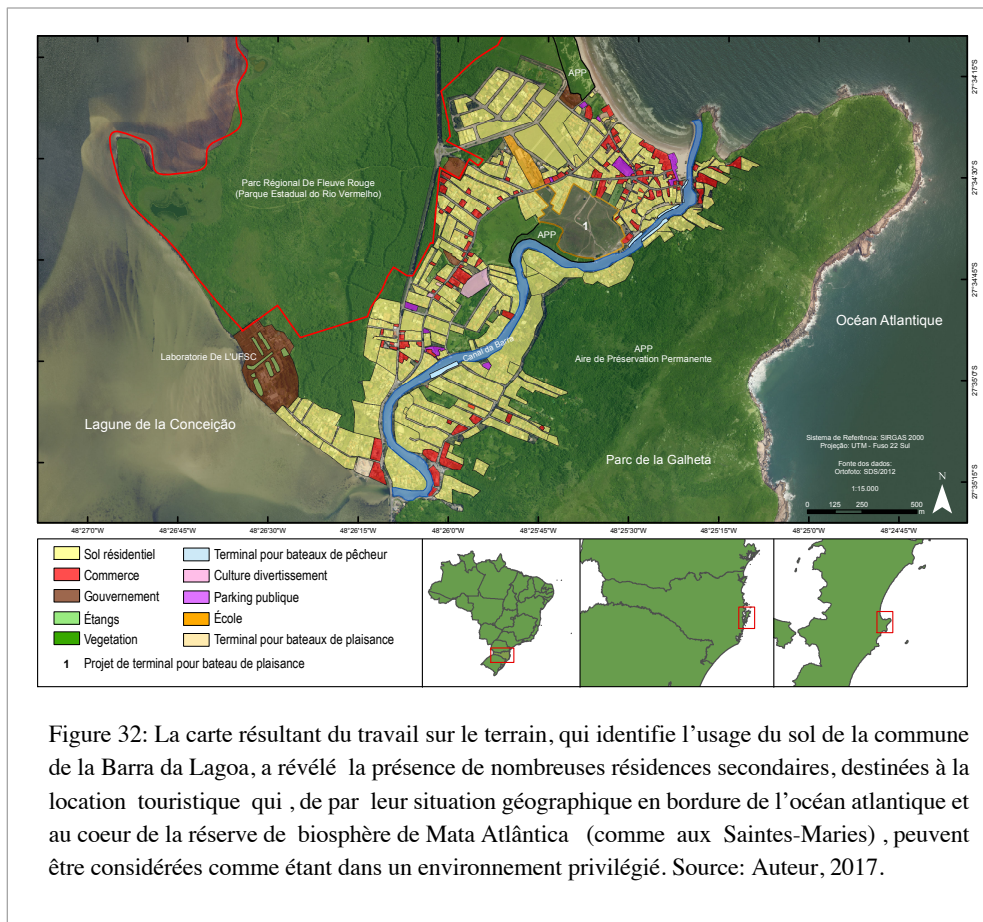 APP
27°34'15"S
27°34'30"S
27°34'45"S
27°35'0"S
27°35'15"S
Parc Régional De Fleuve Rouge
(Parque Estadual do Rio Vermelho)
1
APP
Océan Atlantique
APP
Aire de Préservation Permanente
Canal da Barra
Laboratorie De L'UFSC
Lagune de la Conceição
Parc de la Galheta
Sistema de Referência: SIRGAS 2000
Projeção: UTM - Fuso 22 Sul
Fonte dos dados:
Ortofoto: SDS/2012
1:15.000
N
0 125 250 500
m
48°27'0"W 48°26'45"W 48°26'30"W 48°26'15"W 48°26'0"W 48°25'45"W 48°25'30"W 48°25'15"W 48°25'0"W 48°24'45"W
Sol résidentiel
Commerce
Gouvernement
Étangs
Vegetation
Terminal pour bateaux de pêcheur
Culture divertissement
Parking publique
École
Terminal pour bateaux de plaisance
1 Projet de terminal pour bateau de plaisance
Figure 32: La carte résultant du travail sur le terrain, qui identifie l'usage du sol de la commune
de la Barra da Lagoa, a révélé la présence de nombreuses résidences secondaires, destinées à la
location touristique qui , de par leur situation géographique en bordure de l'océan atlantique et
au coeur de la réserve de biosphère de Mata Atlântica (comme aux Saintes-Maries) , peuvent
être considérées comme étant dans un environnement privilégié. Source: Auteur, 2017.